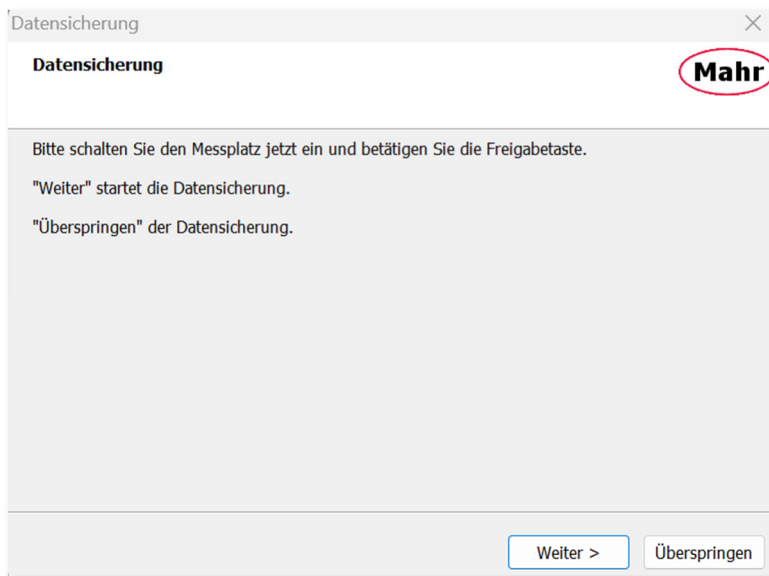 Datensicherung
Datensicherung
Mahr
Bitte schalten Sie den Messplatz jetzt ein und betätigen Sie die Freigabetaste.
"Weiter" startet die Datensicherung.
"Überspringen" der Datensicherung.
Weiter >
Überspringen